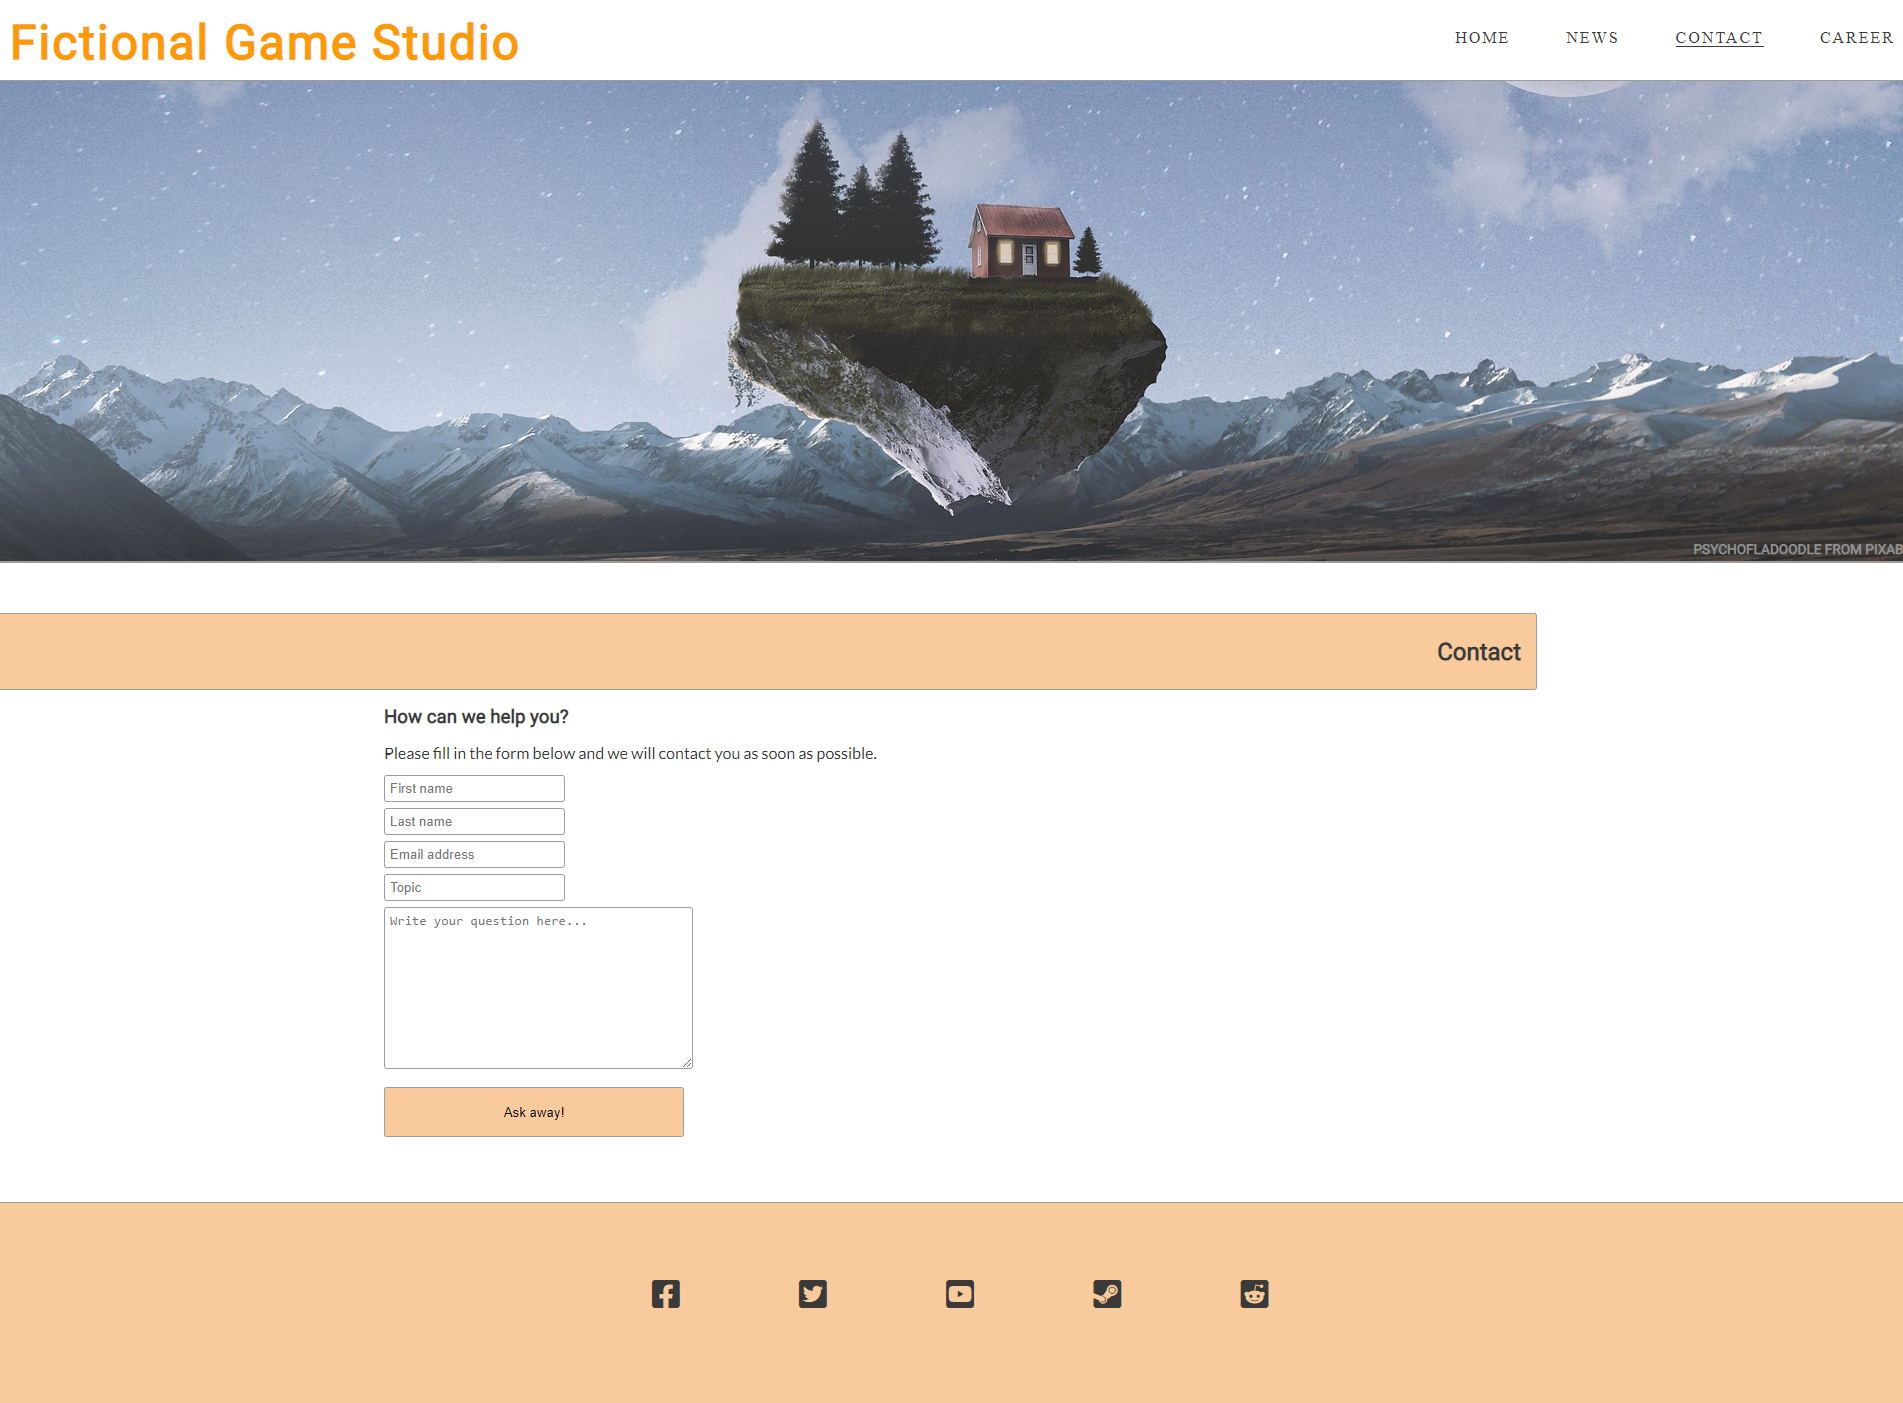 Fictional Game Studio
HOME NEWS CONTACT CAREER
PSYCHOFLADOODLE FROM PIXAB
Contact
How can we help you?
Please fill in the form below and we will contact you as soon as possible.
First name
Last name
Email address
Topic
Write your question here...
Ask away!